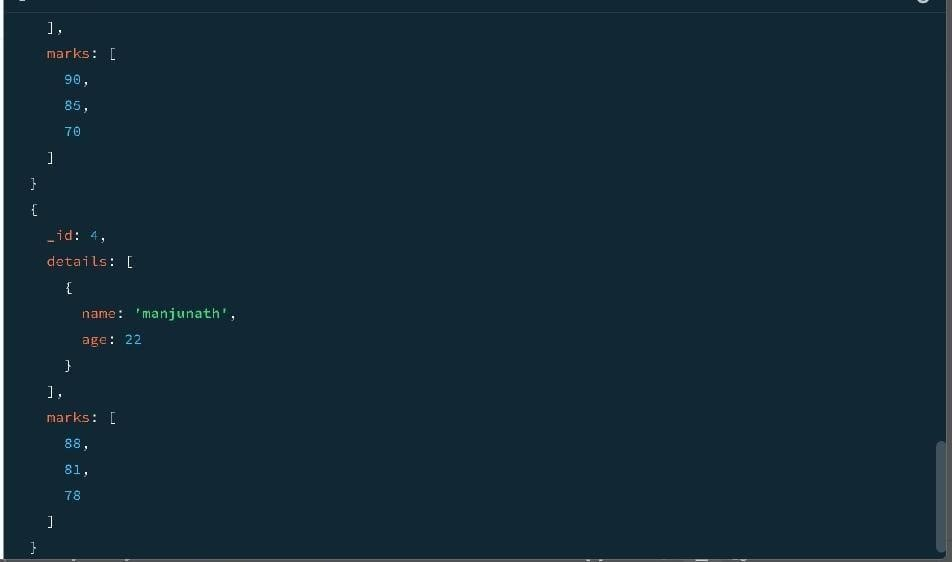 ],
marks: [
90,
85,
70
]
}
{
_id: 4,
details: [
{
name: 'manjunath',
age: 22
}
],
marks: [
88,
81,
78
]
}